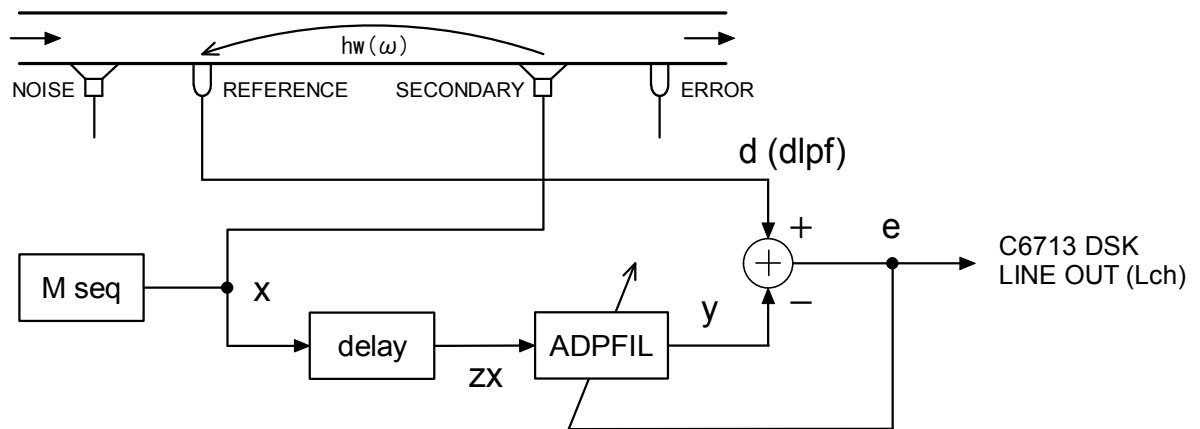 hw(ω)
NOISE
REFERENCE
SECONDARY
ERROR
d (dlpf)
+
e
C6713 DSK
LINE OUT (Lch)
M seq
x
+
−
y
delay
zx
ADPFIL